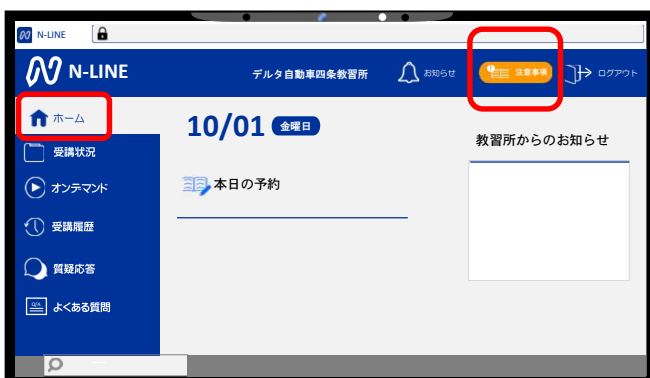 N-LINE
N-LINE
デルタ自動車四条教習所
お知らせ
注意事項
ログアウト
ホーム
受講状況
オンデマンド
受講履歴
質疑応答
Q/A
よくある質問
10/01 金曜日
本日の予約
教習所からのお知らせ